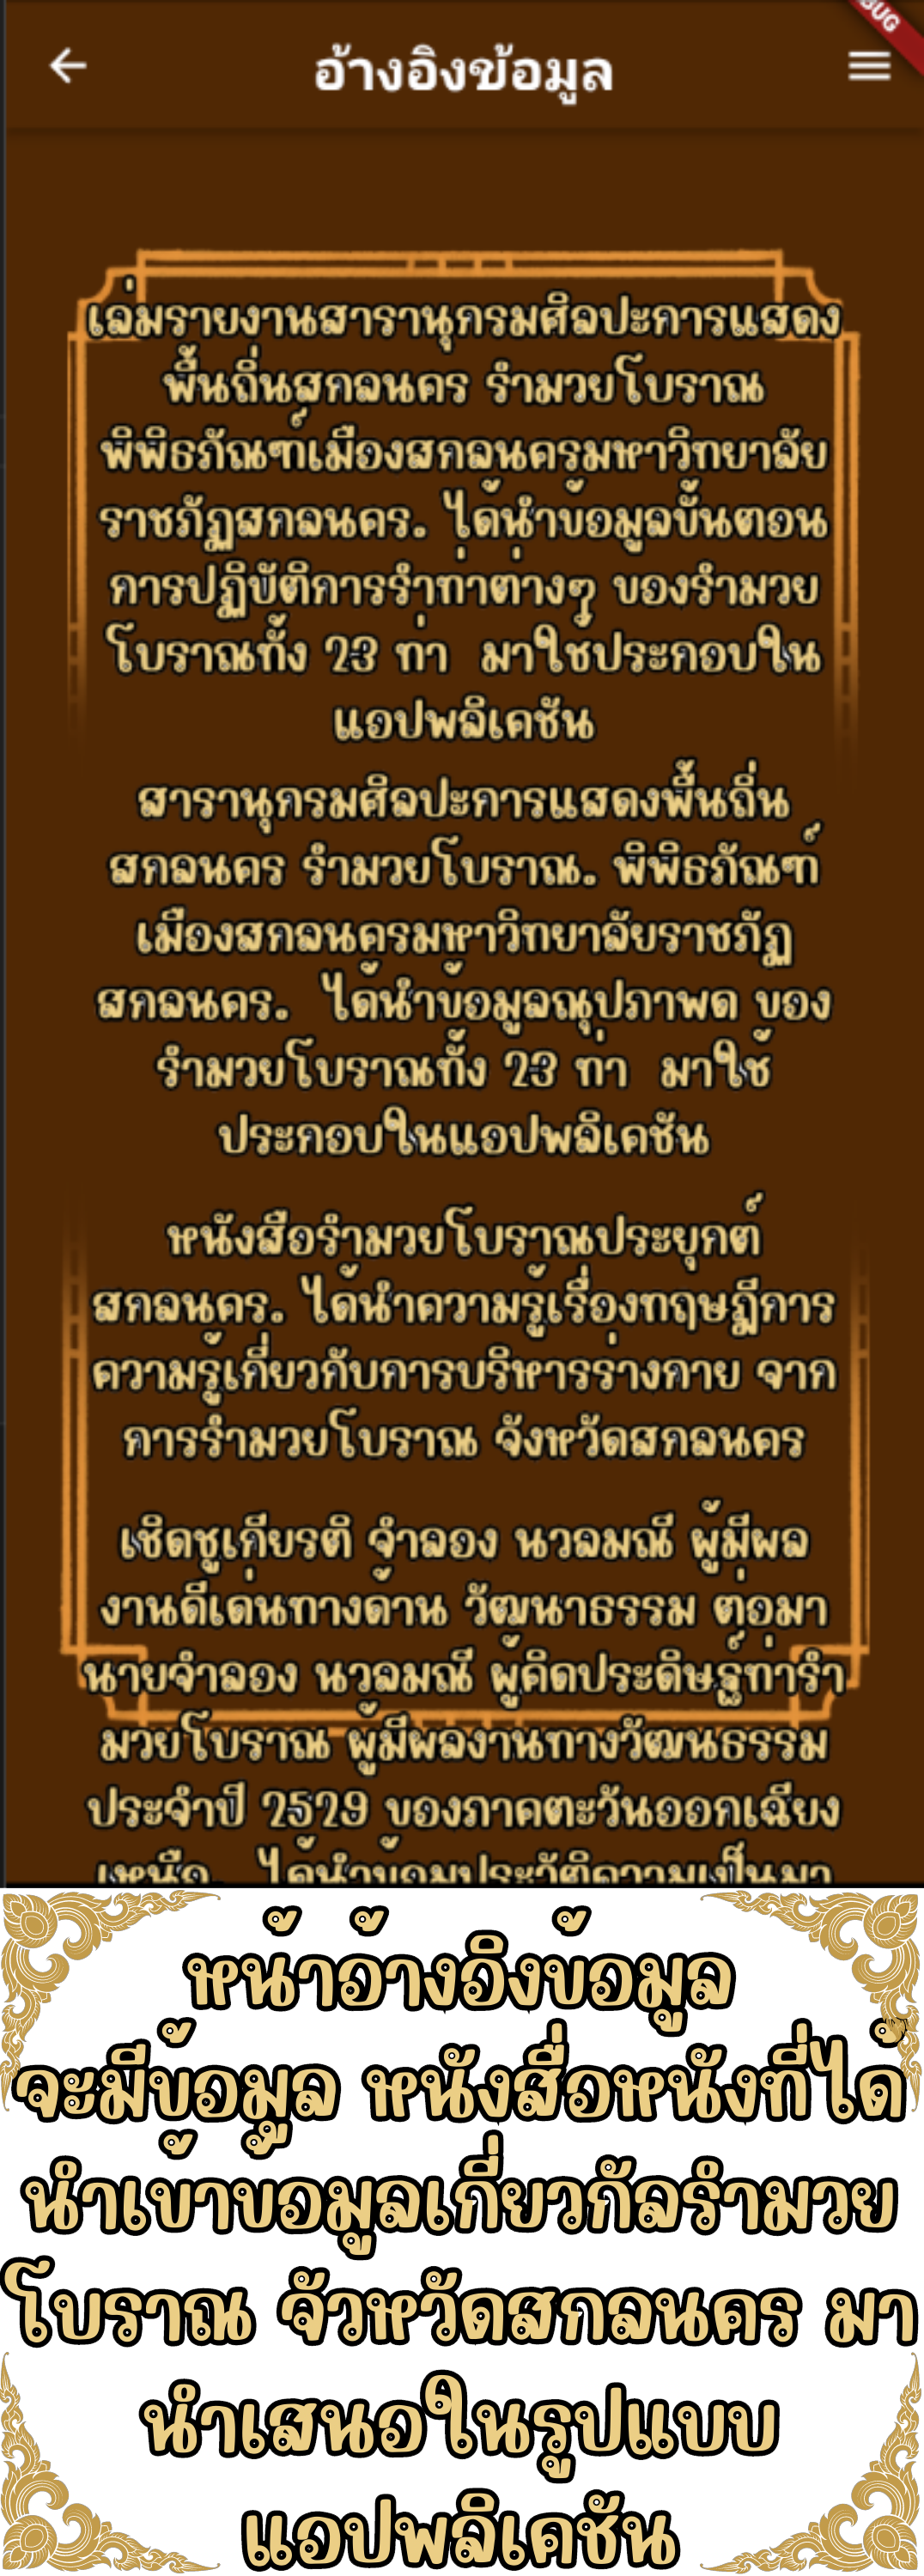 BUG
อ้างอิงข้อมูล
เล่มรายงานสารานุกรมศิลปะการแสดง
พื้นถิ่นสกลนคร รำมวยโบราณ
พิพิธภัณฑ์เมืองสกลนครมหาวิทยาลัย
ราชภัฏสกลนคร. ได้นำข้อมูลขั้นตอน
การปฏิบัติการรำท่าต่างๆ ของรำมวย
โบราณทั้ง 23 ท่า มาใช้ประกอบใน
แอปพลิเคชัน
สารานุกรมศิลปะการแสดงพื้นถิ่น
สกลนคร รำมวยโบราณ. พิพิธภัณฑ์
เมืองสกลนครมหาวิทยาลัยราชภัฏ
สกลนคร. ได้นำข้อมูลณุปภาพด ของ
รำมวยโบราณทั้ง 23 ท่า มาใช้
ประกอบในแอปพลิเคชัน
หนังสือรำมวยโบราณประยุกต์
สกลนคร. ได้นำความรู้เรื่องทฤษฎีการ
ความรู้เกี่ยวกับการบริหารร่างกาย จาก
การรำมวยโบราณ จังหวัดสกลนคร
เชิดชูเกียรติ จำลอง นวลมณี ผู้มีผล
งานดีเด่นทางด้าน วัฒนาธรรม ต่อมา
นายจำลอง นวลมณี ผู้คิดประดิษฐ์ท่ารำ
มวยโบราณ ผู้มีผลงานทางวัฒนธรรม
ประจำปี 2529 ของภาคตะวันออกเฉียง
เหนือ. ได้นำข้อมูลประวัติความเป็นมา
หน้าอ้างอิงข้อมูล
จะมีข้อมูล หนังสื่อหนังที่ได้
นำเข้าข้อมูลเกี่ยวกัลรำมวย
โบราณ จัวหวัดสกลนคร มา
นำเสนอในรูปแบบ
แอปพลิเคชัน